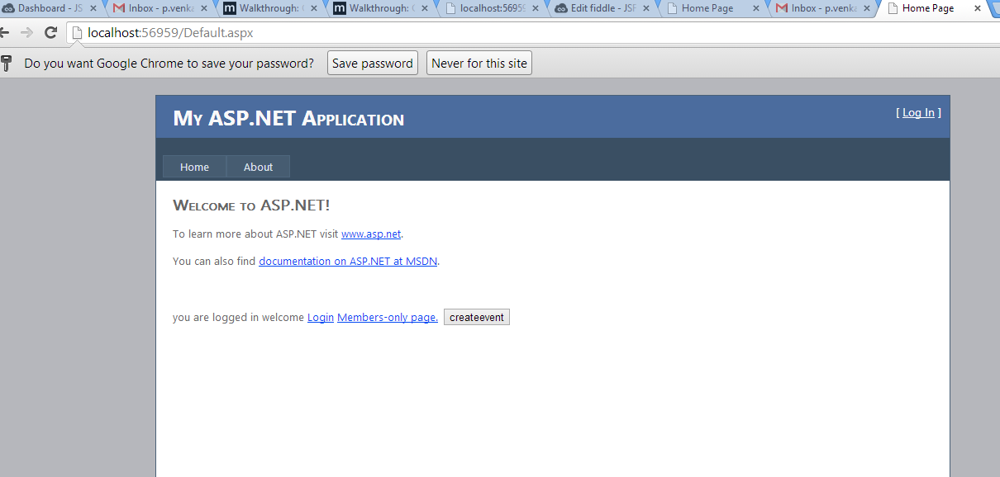 Dashboard - JS Inbox - p.venka Walkthrough: Walkthrough: localhost:56959 Edit fiddle - JSF Home Page Inbox - p.venka Home Page
localhost:56959/Default.aspx
Do you want Google Chrome to save your password? Save password Never for this site
My ASP.NET Application [ Log In ]
Home About
Welcome to ASP.NET!
To learn more about ASP.NET visit www.asp.net.
You can also find documentation on ASP.NET at MSDN.
you are logged in welcome Login Members-only page. createevent